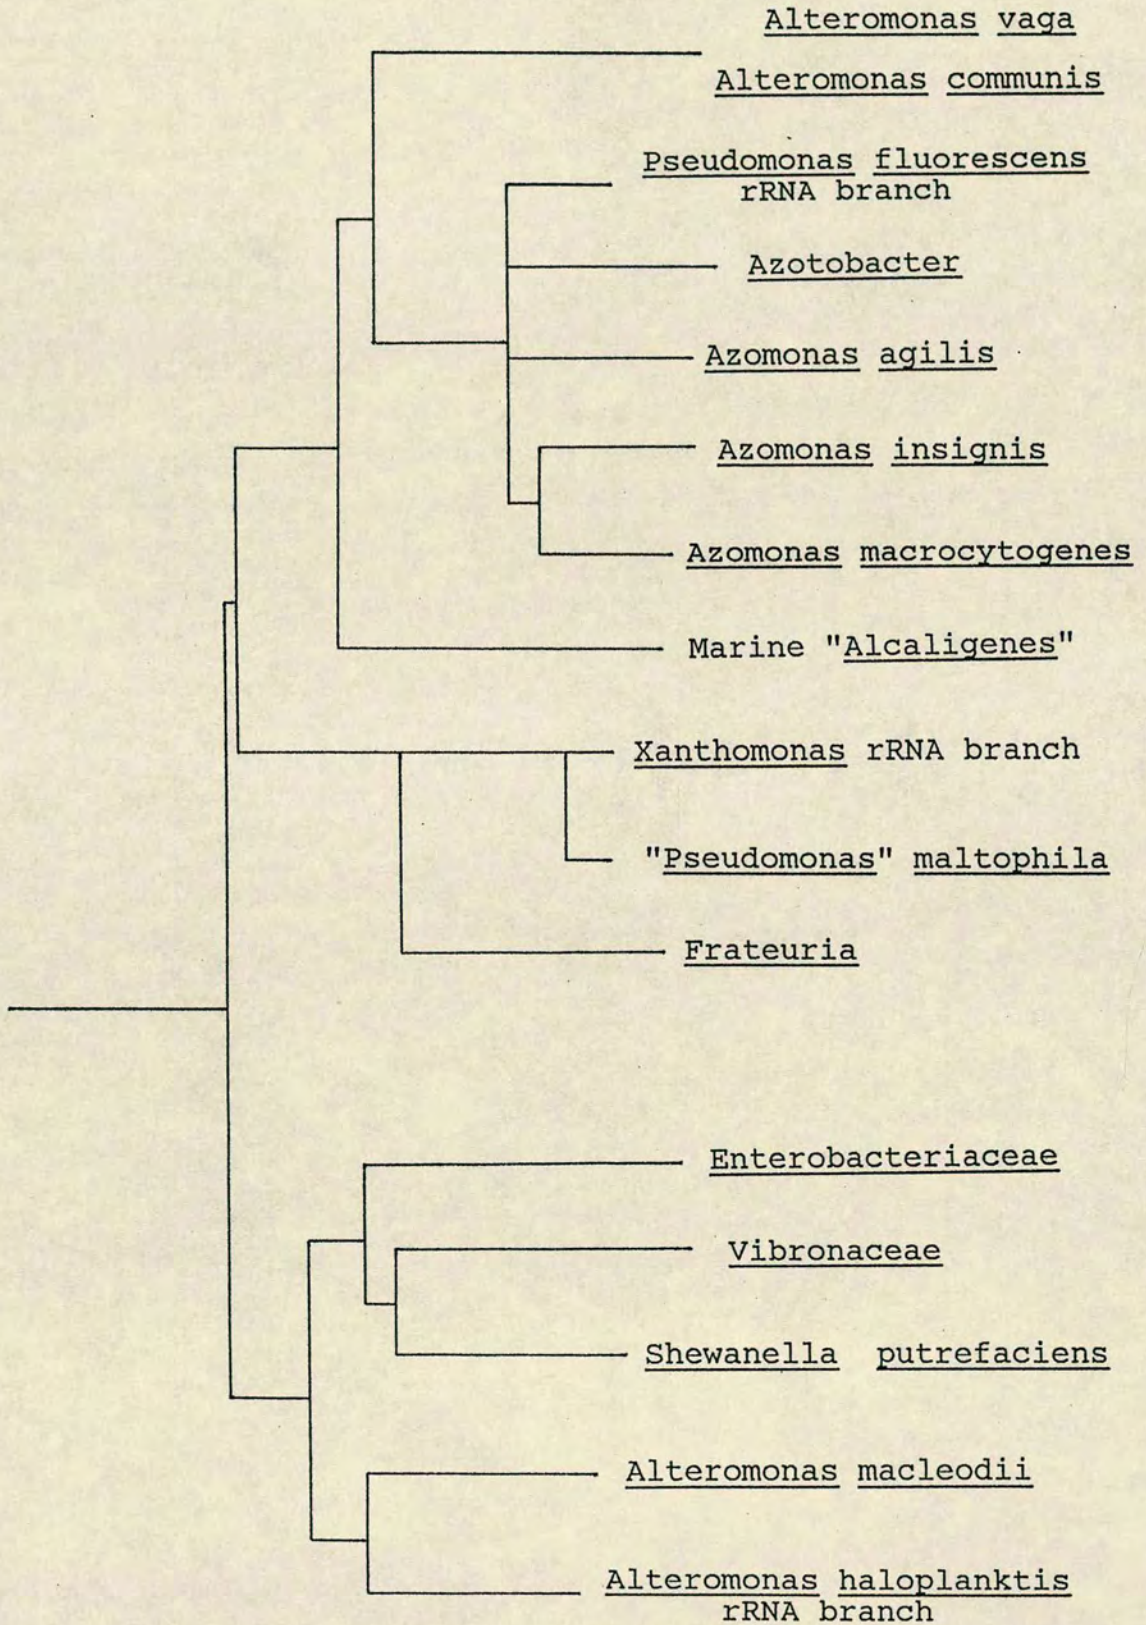 Alteromonas vaga
Alteromonas communis
Pseudomonas fluorescens
rRNA branch
Azotobacter
Azomonas agilis
Azomonas insignis
Azomonas macrocytogenes
Marine "Alcaligenes"
Xanthomonas rRNA branch
"Pseudomonas" maltophila
Frateuria
Enterobacteriaceae
Vibronaceae
Shewanella putrefaciens
Alteromonas macleodii
Alteromonas haloplanktis
rRNA branch